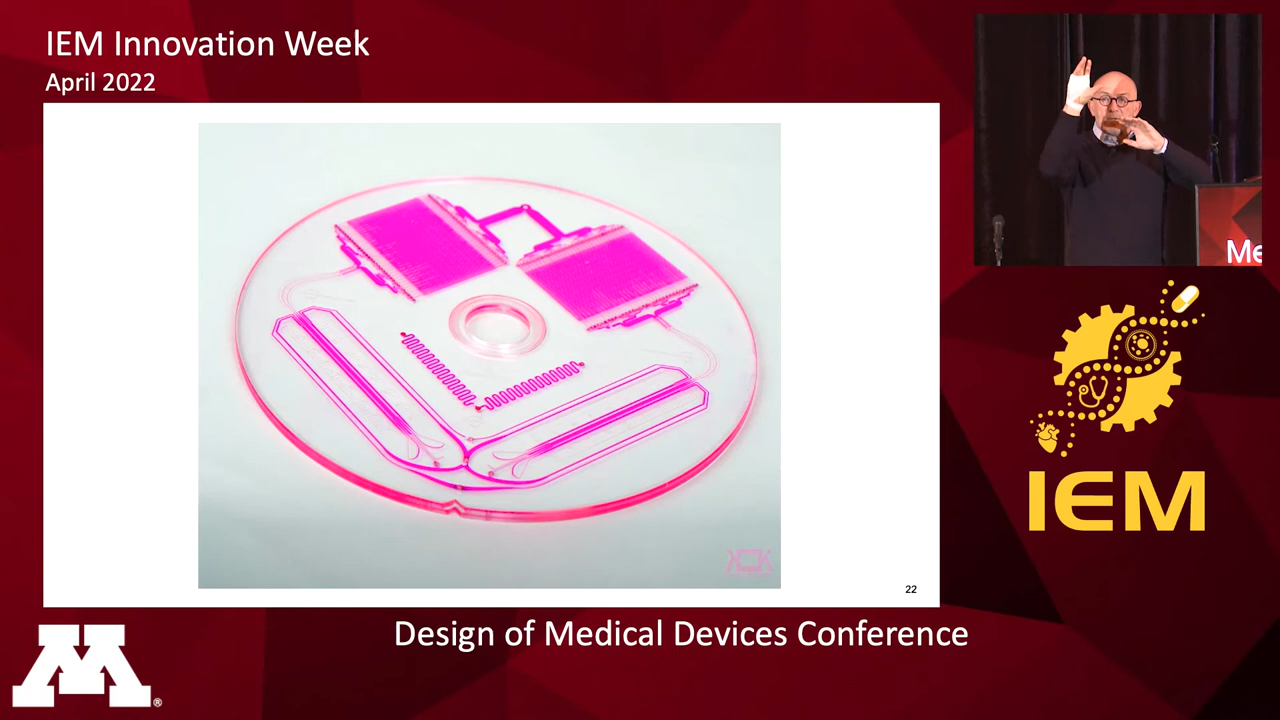 IEM Innovation Week
April 2022
Me
IEM
22
Design of Medical Devices Conference
M
®